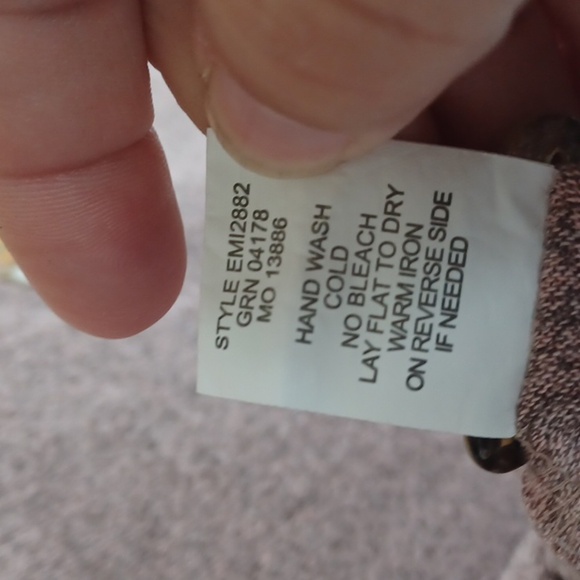 STYLE EMI2882
GRN 04178
MO 13886
HAND WASH
COLD
NO BLEACH
LAY FLAT TO DRY
WARM IRON
ON REVERSE SIDE
IF NEEDED